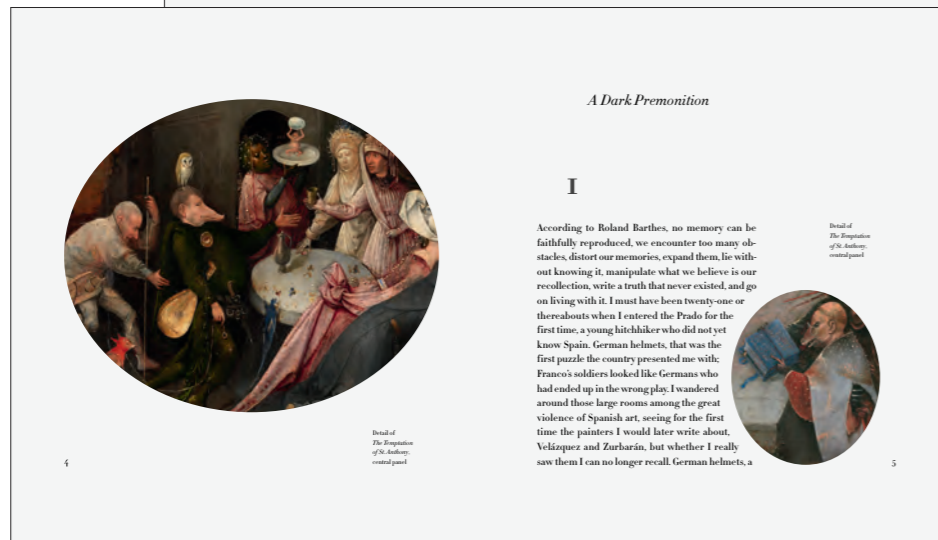 Detail of
The Temptation
of St. Anthony,
central panel
4
A Dark Premonition
I
According to Roland Barthes, no memory can be
faithfully reproduced, we encounter too many ob-
stacles, distort our memories, expand them, lie with-
out knowing it, manipulate what we believe is our
recollection, write a truth that never existed, and go
on living with it. I must have been twenty-one or
thereabouts when I entered the Prado for the
first time, a young hitchhiker who did not yet
know Spain. German helmets, that was the
first puzzle the country presented me with;
Franco’s soldiers looked like Germans who
had ended up in the wrong play. I wandered
around those large rooms among the great
violence of Spanish art, seeing for the first
time the painters I would later write about,
Velázquez and Zurbarán, but whether I really
saw them I can no longer recall. German helmets, a
Detail of
The Temptation
of St. Anthony,
central panel
5